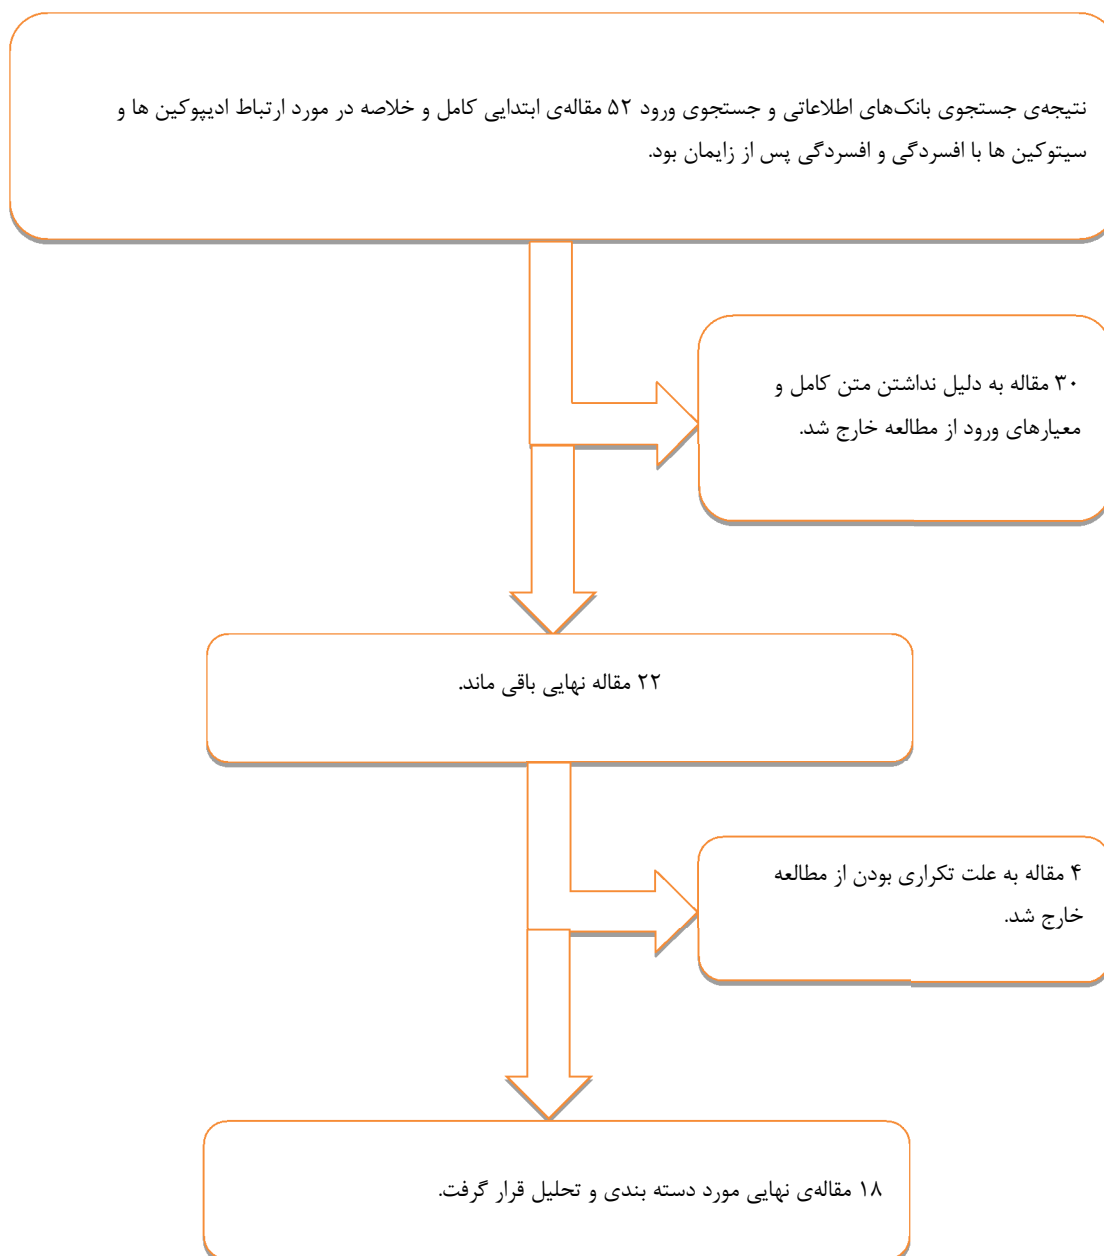 نتیجه‌ی جستجوی بانک‌های اطلاعاتی و جستجوی ورود ۵۲ مقاله‌ی ابتدایی کامل و خلاصه در مورد ارتباط ادیپوکین ها و
سیتوکین ها با افسردگی و افسردگی پس از زایمان بود.
۳۰ مقاله به دلیل نداشتن متن کامل و
معیارهای ورود از مطالعه خارج شد.
۲۲ مقاله نهایی باقی ماند.
۴ مقاله به علت تکراری بودن از مطالعه
خارج شد.
۱۸ مقاله‌ی نهایی مورد دسته بندی و تحلیل قرار گرفت.